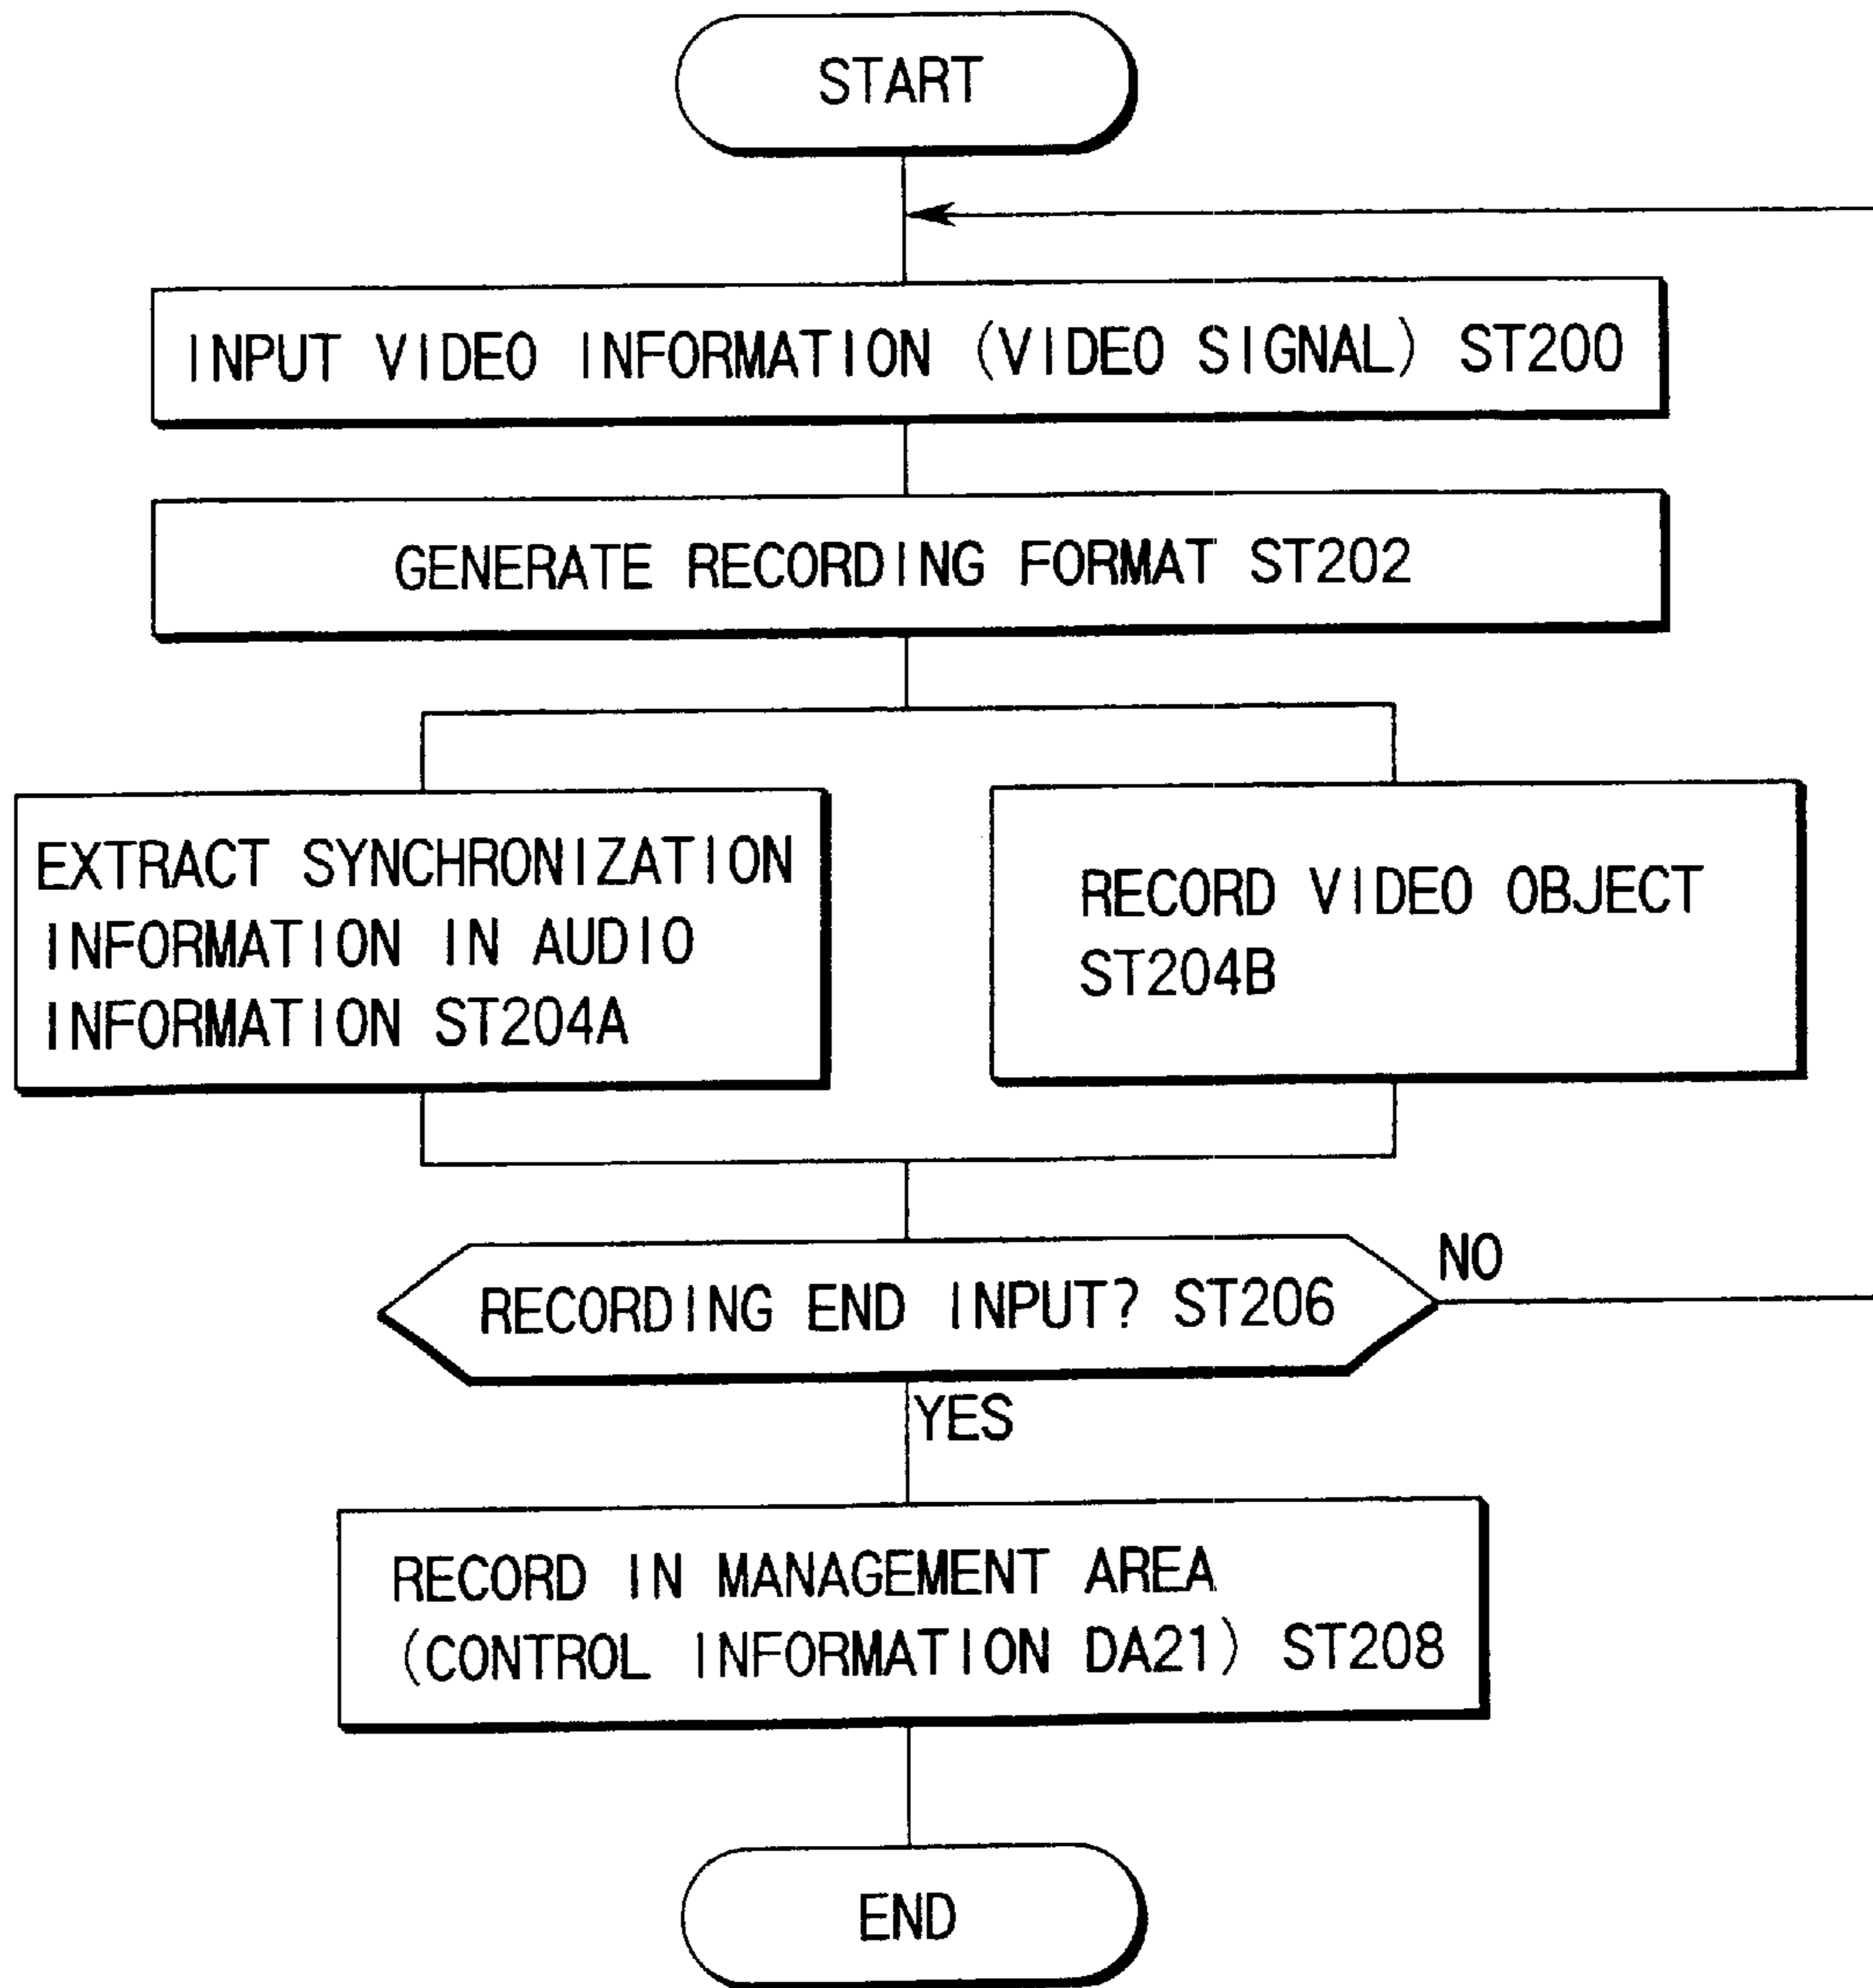 START
INPUT VIDEO INFORMATION (VIDEO SIGNAL) ST200
GENERATE RECORDING FORMAT ST202
EXTRACT SYNCHRONIZATION
INFORMATION IN AUDIO
INFORMATION ST204A
RECORD VIDEO OBJECT
ST204B
RECORDING END INPUT? ST206
NO
YES
RECORD IN MANAGEMENT AREA
(CONTROL INFORMATION DA21) ST208
END